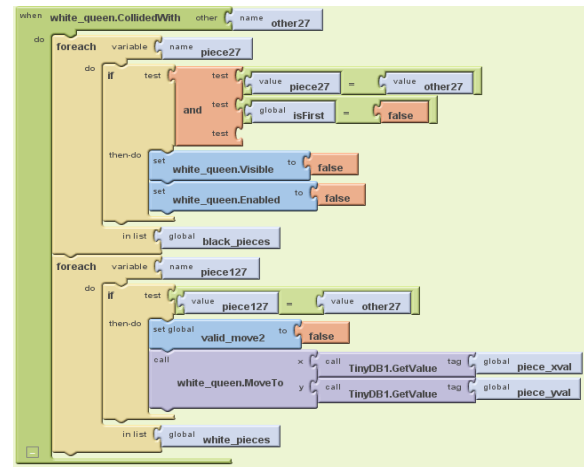 when white_queen.CollidedWith other name other27
do foreach variable name piece27
do if test test value piece27 = value other27
and test global isFirst = false
test
then-do set white_queen.Visible to false
set white_queen.Enabled to false
in list global black_pieces
foreach variable name piece127
do if test value piece127 = value other27
then-do set global valid_move2 to false
call white_queen.MoveTo x call TinyDB1.GetValue tag global piece_xval
y call TinyDB1.GetValue tag global piece_yval
in list global white_pieces